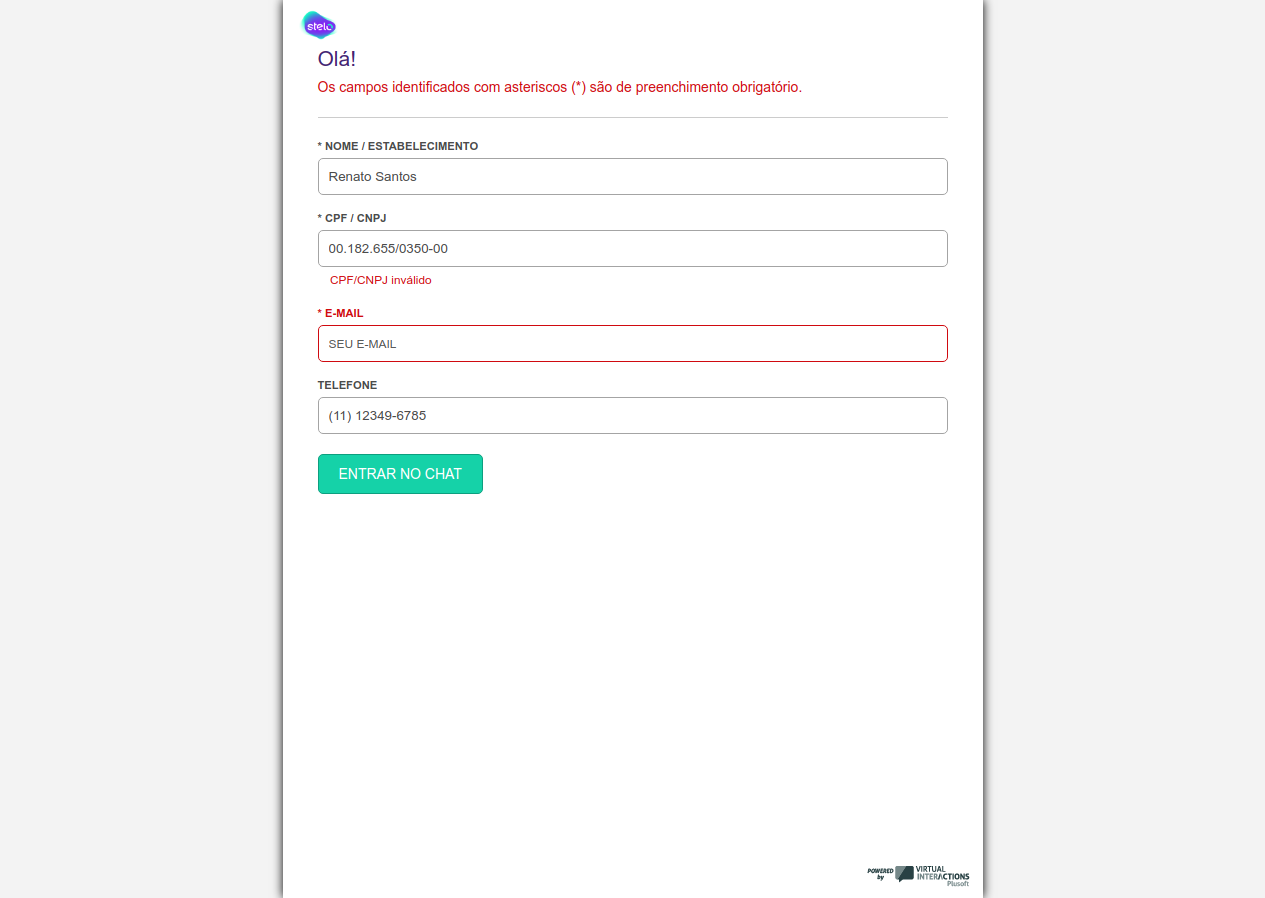 stelo
Olá!
Os campos identificados com asteriscos (*) são de preenchimento obrigatório.
* NOME / ESTABELECIMENTO
Renato Santos
* CPF / CNPJ
00.182.655/0350-00
CPF/CNPJ inválido
* E-MAIL
SEU E-MAIL
TELEFONE
(11) 12349-6785
ENTRAR NO CHAT
POWERED by VIRTUAL INTERACTIONS
Plusoft